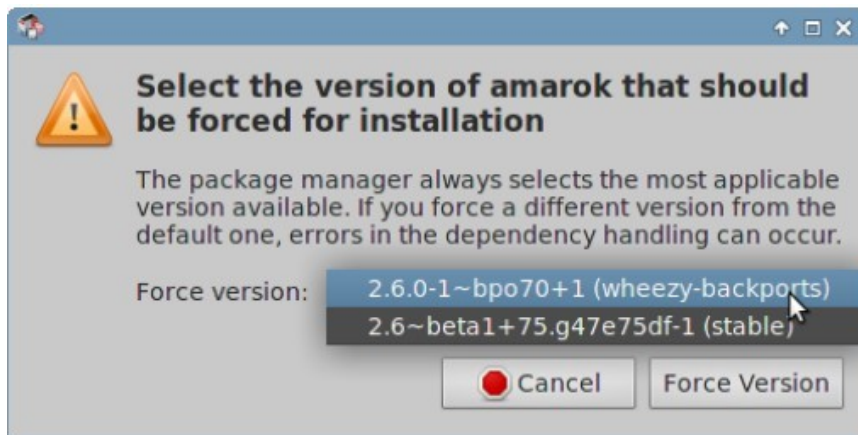 Select the version of amarok that should
be forced for installation
The package manager always selects the most applicable
version available. If you force a different version from the
default one, errors in the dependency handling can occur.
Force version:
2.6.0-1~bpo70+1 (wheezy-backports)
2.6~beta1+75.g47e75df-1 (stable)
Cancel
Force Version